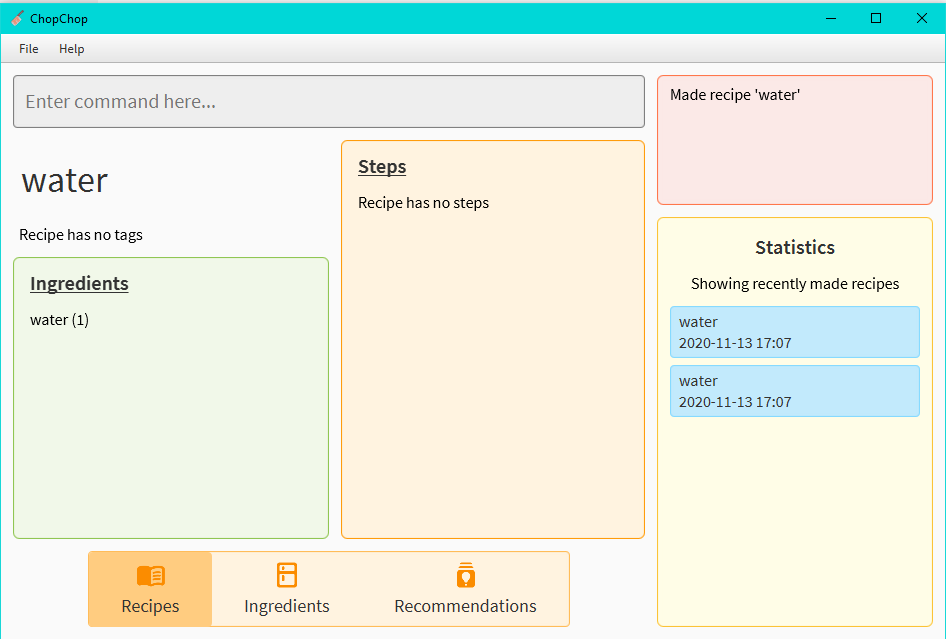 ChopChop
File Help
Enter command here...
water
Recipe has no tags
Ingredients
water (1)
Steps
Recipe has no steps
Made recipe 'water'
Statistics
Showing recently made recipes
water
2020-11-13 17:07
water
2020-11-13 17:07
Recipes Ingredients Recommendations